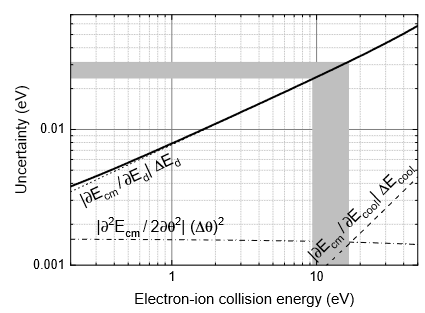 Uncertainty (eV)
0.01
0.001
|∂E_cm/∂E_d| ΔE_d
|∂²E_cm/2∂θ²| (Δθ)²
|∂E_cm/∂E_cool| ΔE_cool
1
10
Electron-ion collision energy (eV)